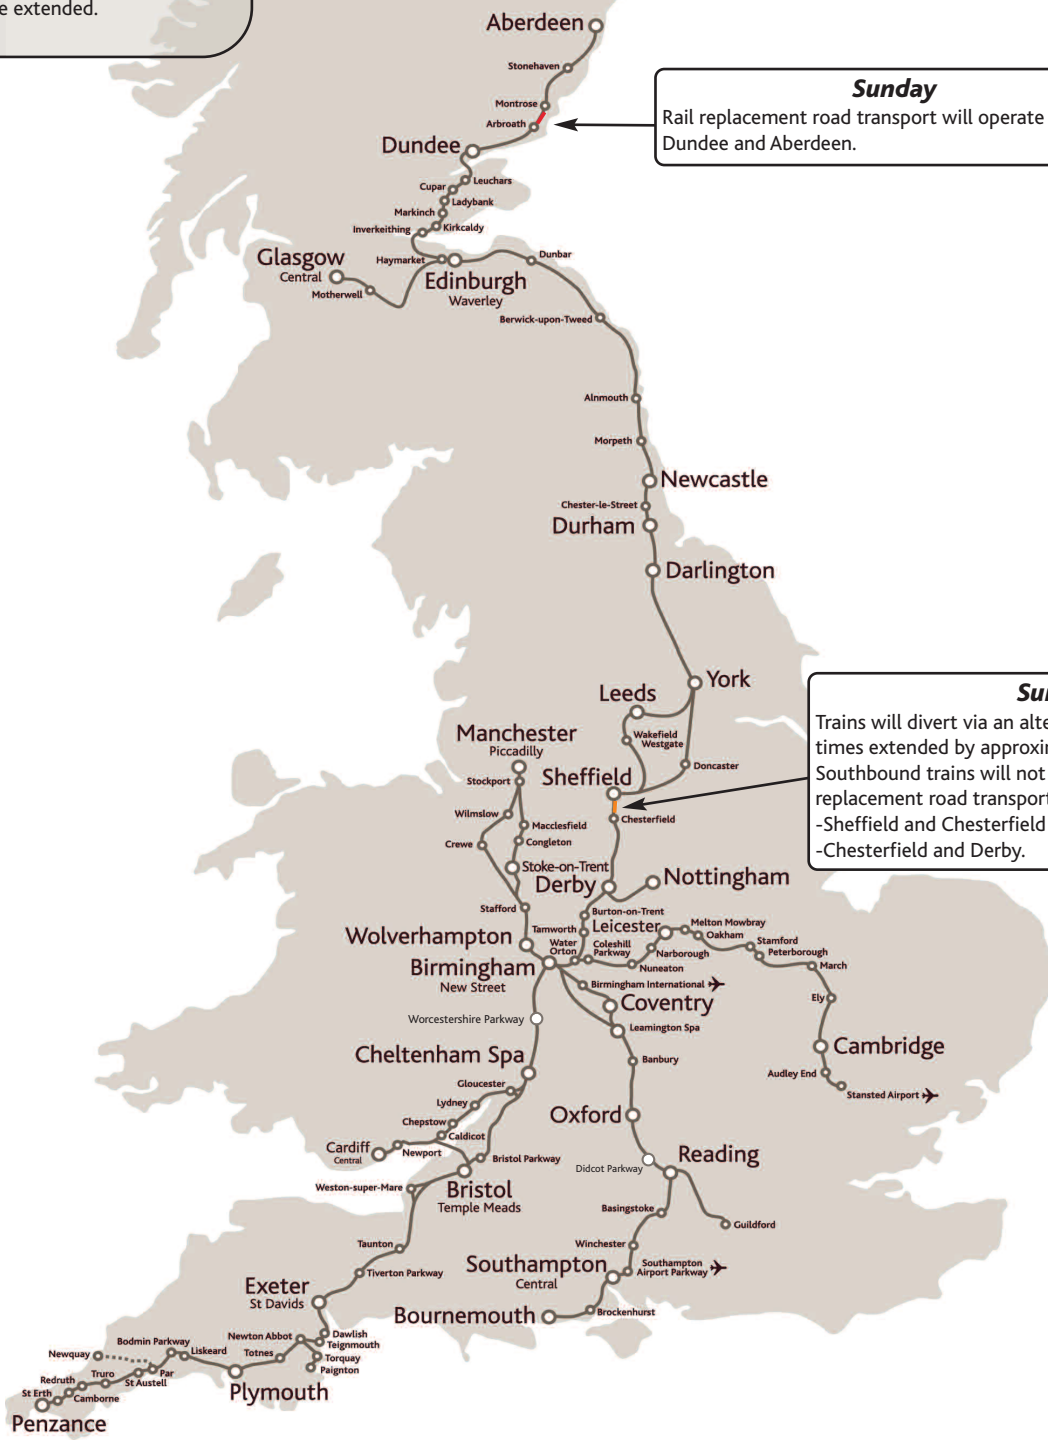 e extended.
Aberdeen
Stonehaven
Montrose
Arbroath
Sunday
Rail replacement road transport will operate
Dundee and Aberdeen.
Dundee
Leuchars
Cupar
Ladybank
Markinch
Kirkcaldy
Inverkeithing
Glasgow
Central
Haymarket
Dunbar
Edinburgh
Waverley
Motherwell
Berwick-upon-Tweed
Alnmouth
Morpeth
Newcastle
Chester-le-Street
Durham
Darlington
York
Leeds
Manchester
Piccadilly
Wakefield
Westgate
Doncaster
Sheffield
Stockport
Su
Trains will divert via an alte
times extended by approxi
Southbound trains will not
replacement road transport
-Sheffield and Chesterfield
-Chesterfield and Derby.
Wilmslow
Chesterfield
Macclesfield
Crewe
Congleton
Stoke-on-Trent
Derby
Nottingham
Stafford
Burton-on-Trent
Tamworth
Leicester
Melton Mowbray
Oakham
Wolverhampton
Water
Orton
Coleshill
Parkway
Narborough
Stamford
Peterborough
Birmingham
New Street
Nuneaton
March
Birmingham International
Ely
Coventry
Worcestershire Parkway
Leamington Spa
Cambridge
Cheltenham Spa
Banbury
Audley End
Gloucester
Stansted Airport
Lydney
Oxford
Chepstow
Caldicot
Cardiff
Central
Newport
Bristol Parkway
Didcot Parkway
Reading
Weston-super-Mare
Bristol
Temple Meads
Basingstoke
Guildford
Taunton
Winchester
Tiverton Parkway
Southampton
Central
Southampton
Airport Parkway
Exeter
St Davids
Bournemouth
Brockenhurst
Newton Abbot
Dawlish
Teignmouth
Bodmin Parkway
Liskeard
Totnes
Torquay
Paignton
Newquay
Par
St Austell
Truro
Redruth
Camborne
St Erth
Plymouth
Penzance